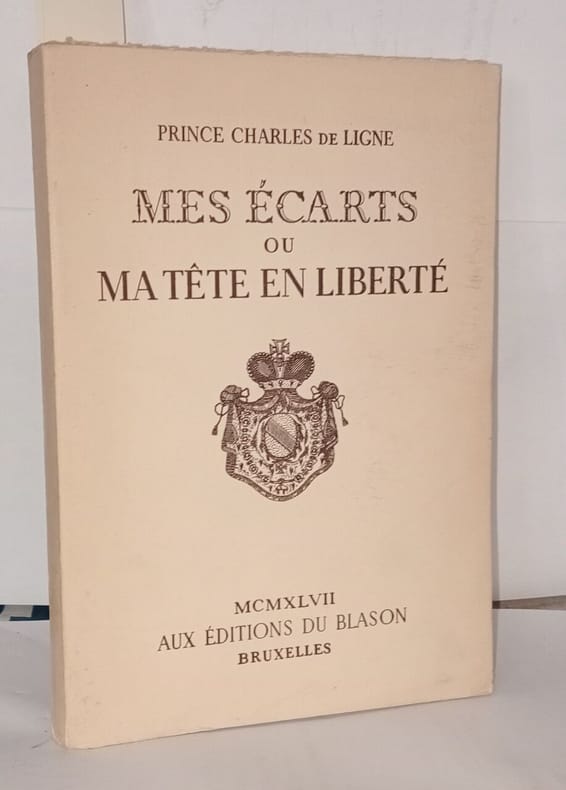 PRINCE CHARLES DE LIGNE
MES ÉCARTS
OU
MA TÊTE EN LIBERTÉ
MCMXLVII
AUX ÉDITIONS DU BLASON
BRUXELLES